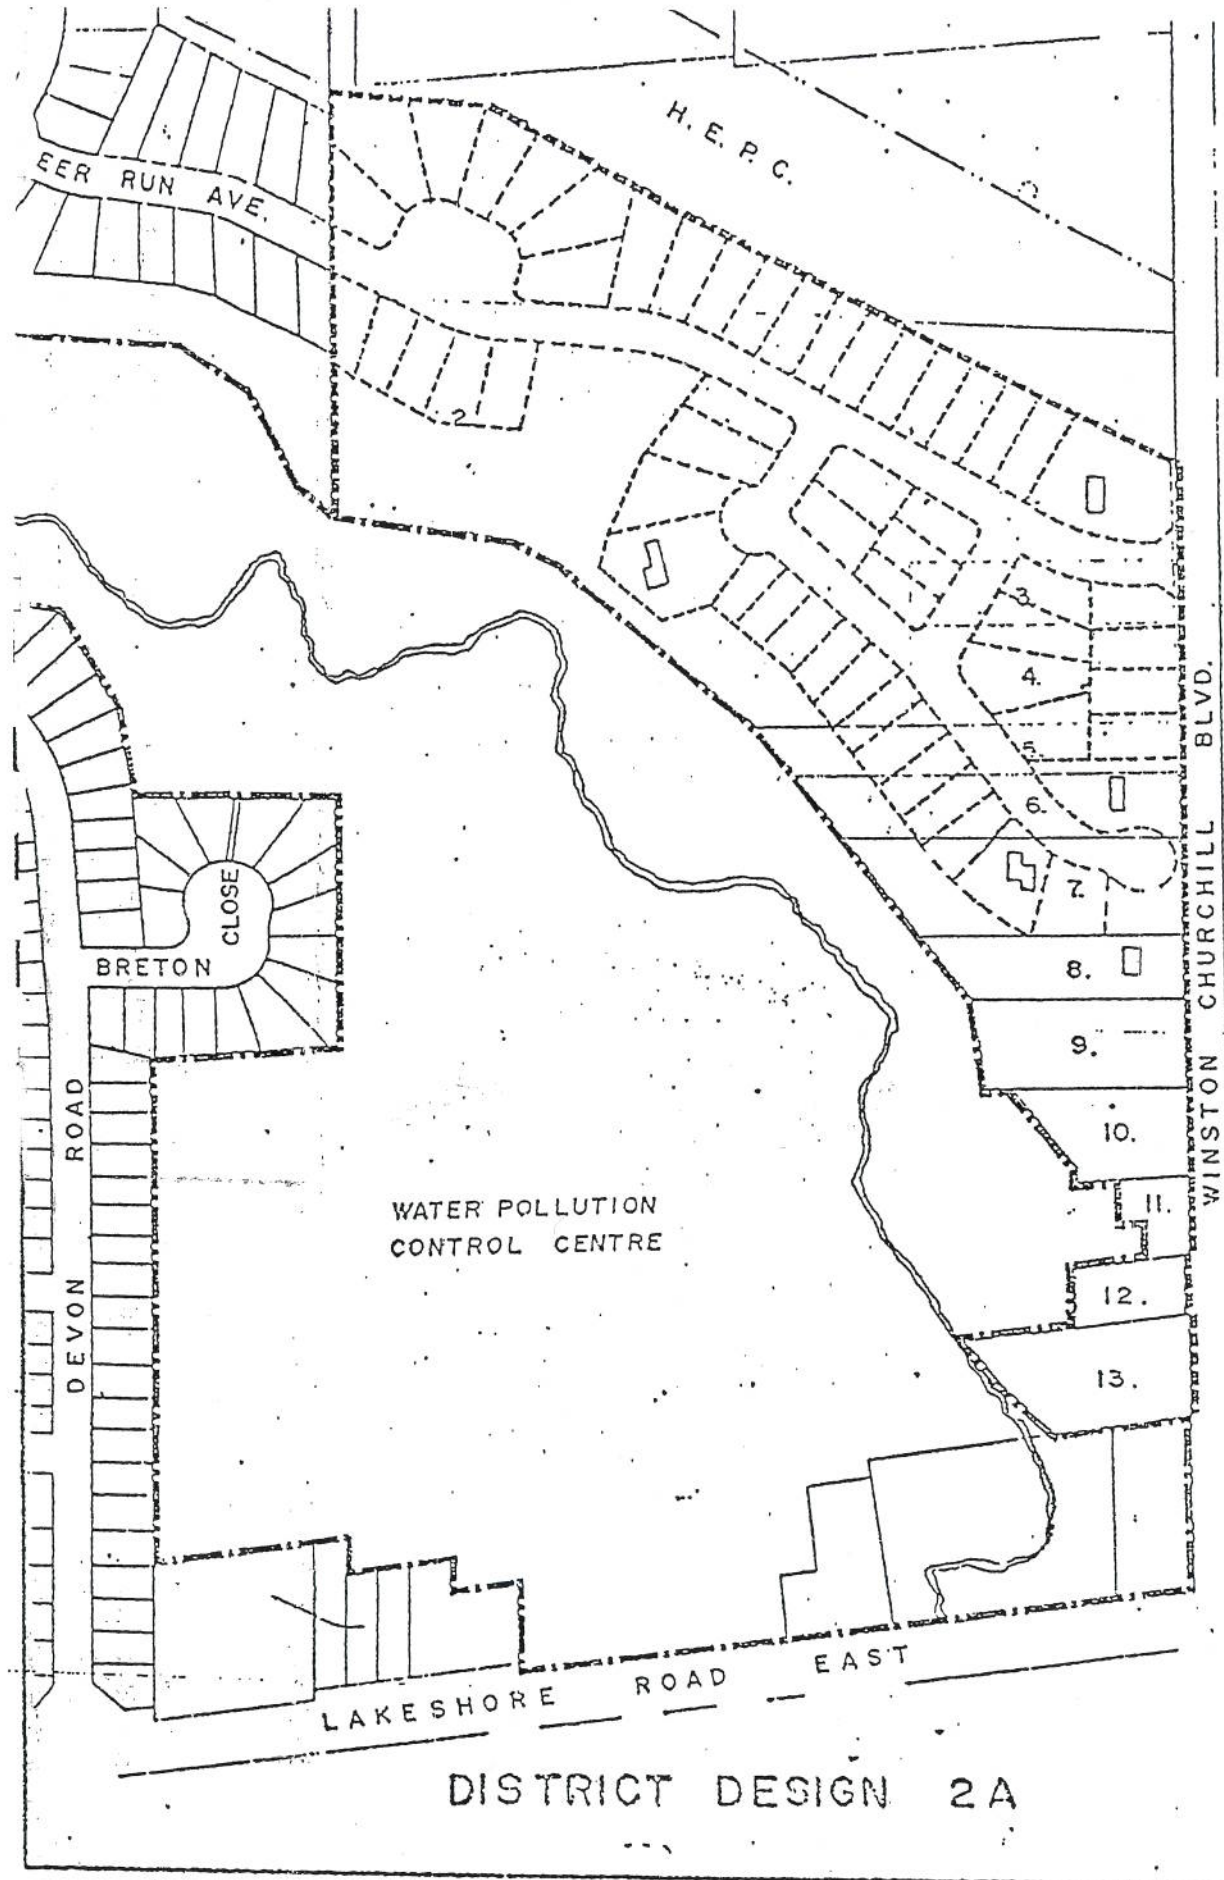 H. E. P. C.
EER RUN AVE.
2
3.
4.
5.
6.
7.
8.
9.
10.
11.
12.
13.
WINSTON CHURCHILL BLVD.
CLOSE
BRETON
DEVON ROAD
WATER POLLUTION
CONTROL CENTRE
LAKESHORE ROAD EAST
DISTRICT DESIGN 2A